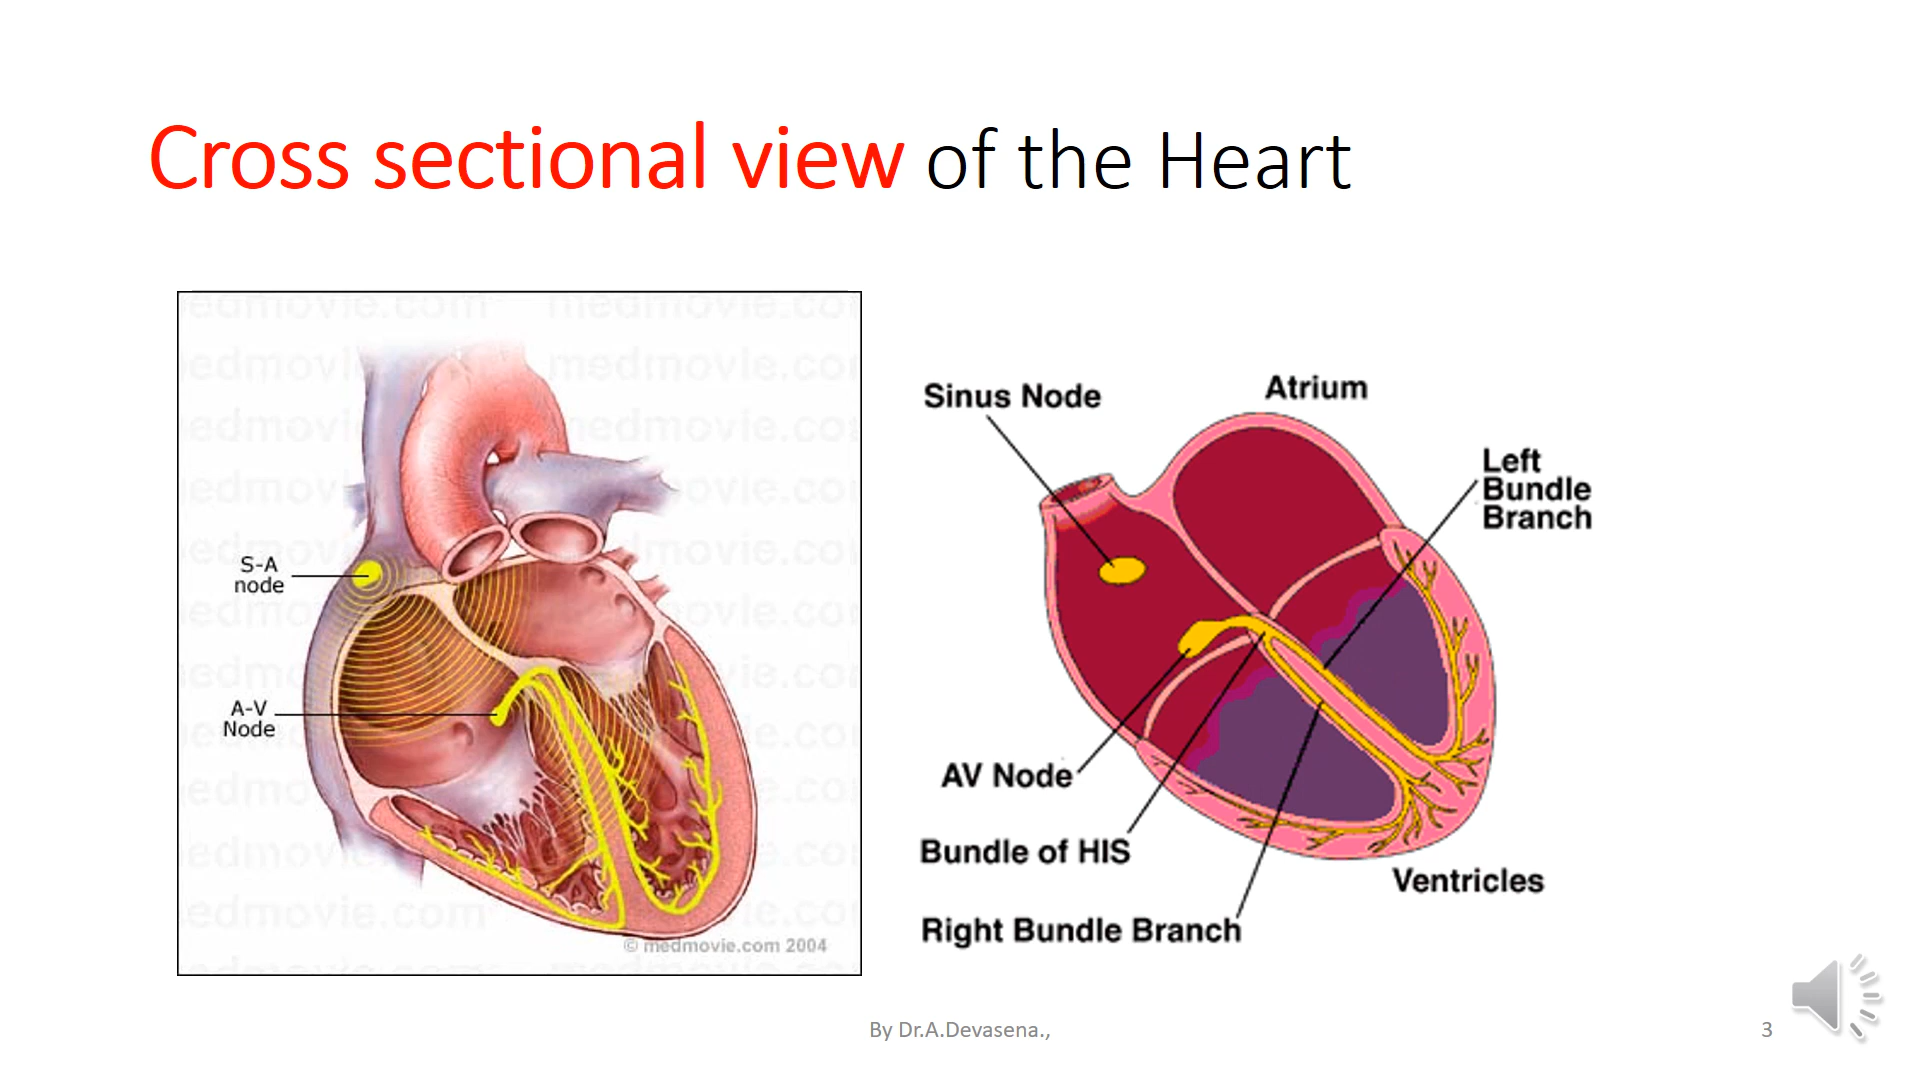 Cross sectional view of the Heart
S-A
node
A-V
Node
© medmovie.com 2004
Sinus Node
Atrium
Left
Bundle
Branch
AV Node
Bundle of HIS
Right Bundle Branch
Ventricles
By Dr.A.Devasena.,
3